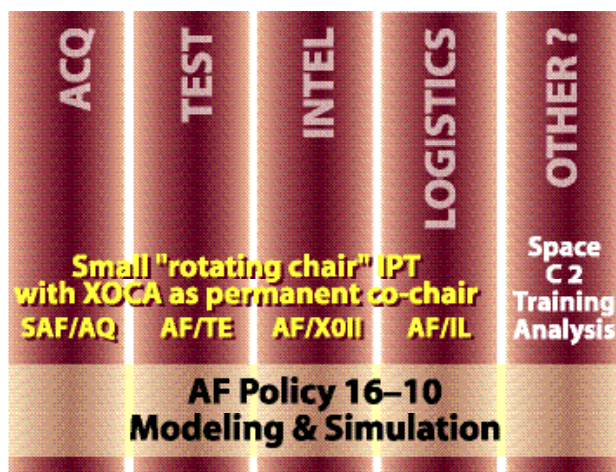 ACQ
TEST
INTEL
LOGISTICS
OTHER ?
Small "rotating chair" IPT
with XOCA as permanent co-chair
SAF/AQ
AF/TE
AF/X0II
AF/IL
Space
C 2
Training
Analysis
AF Policy 16–10
Modeling & Simulation